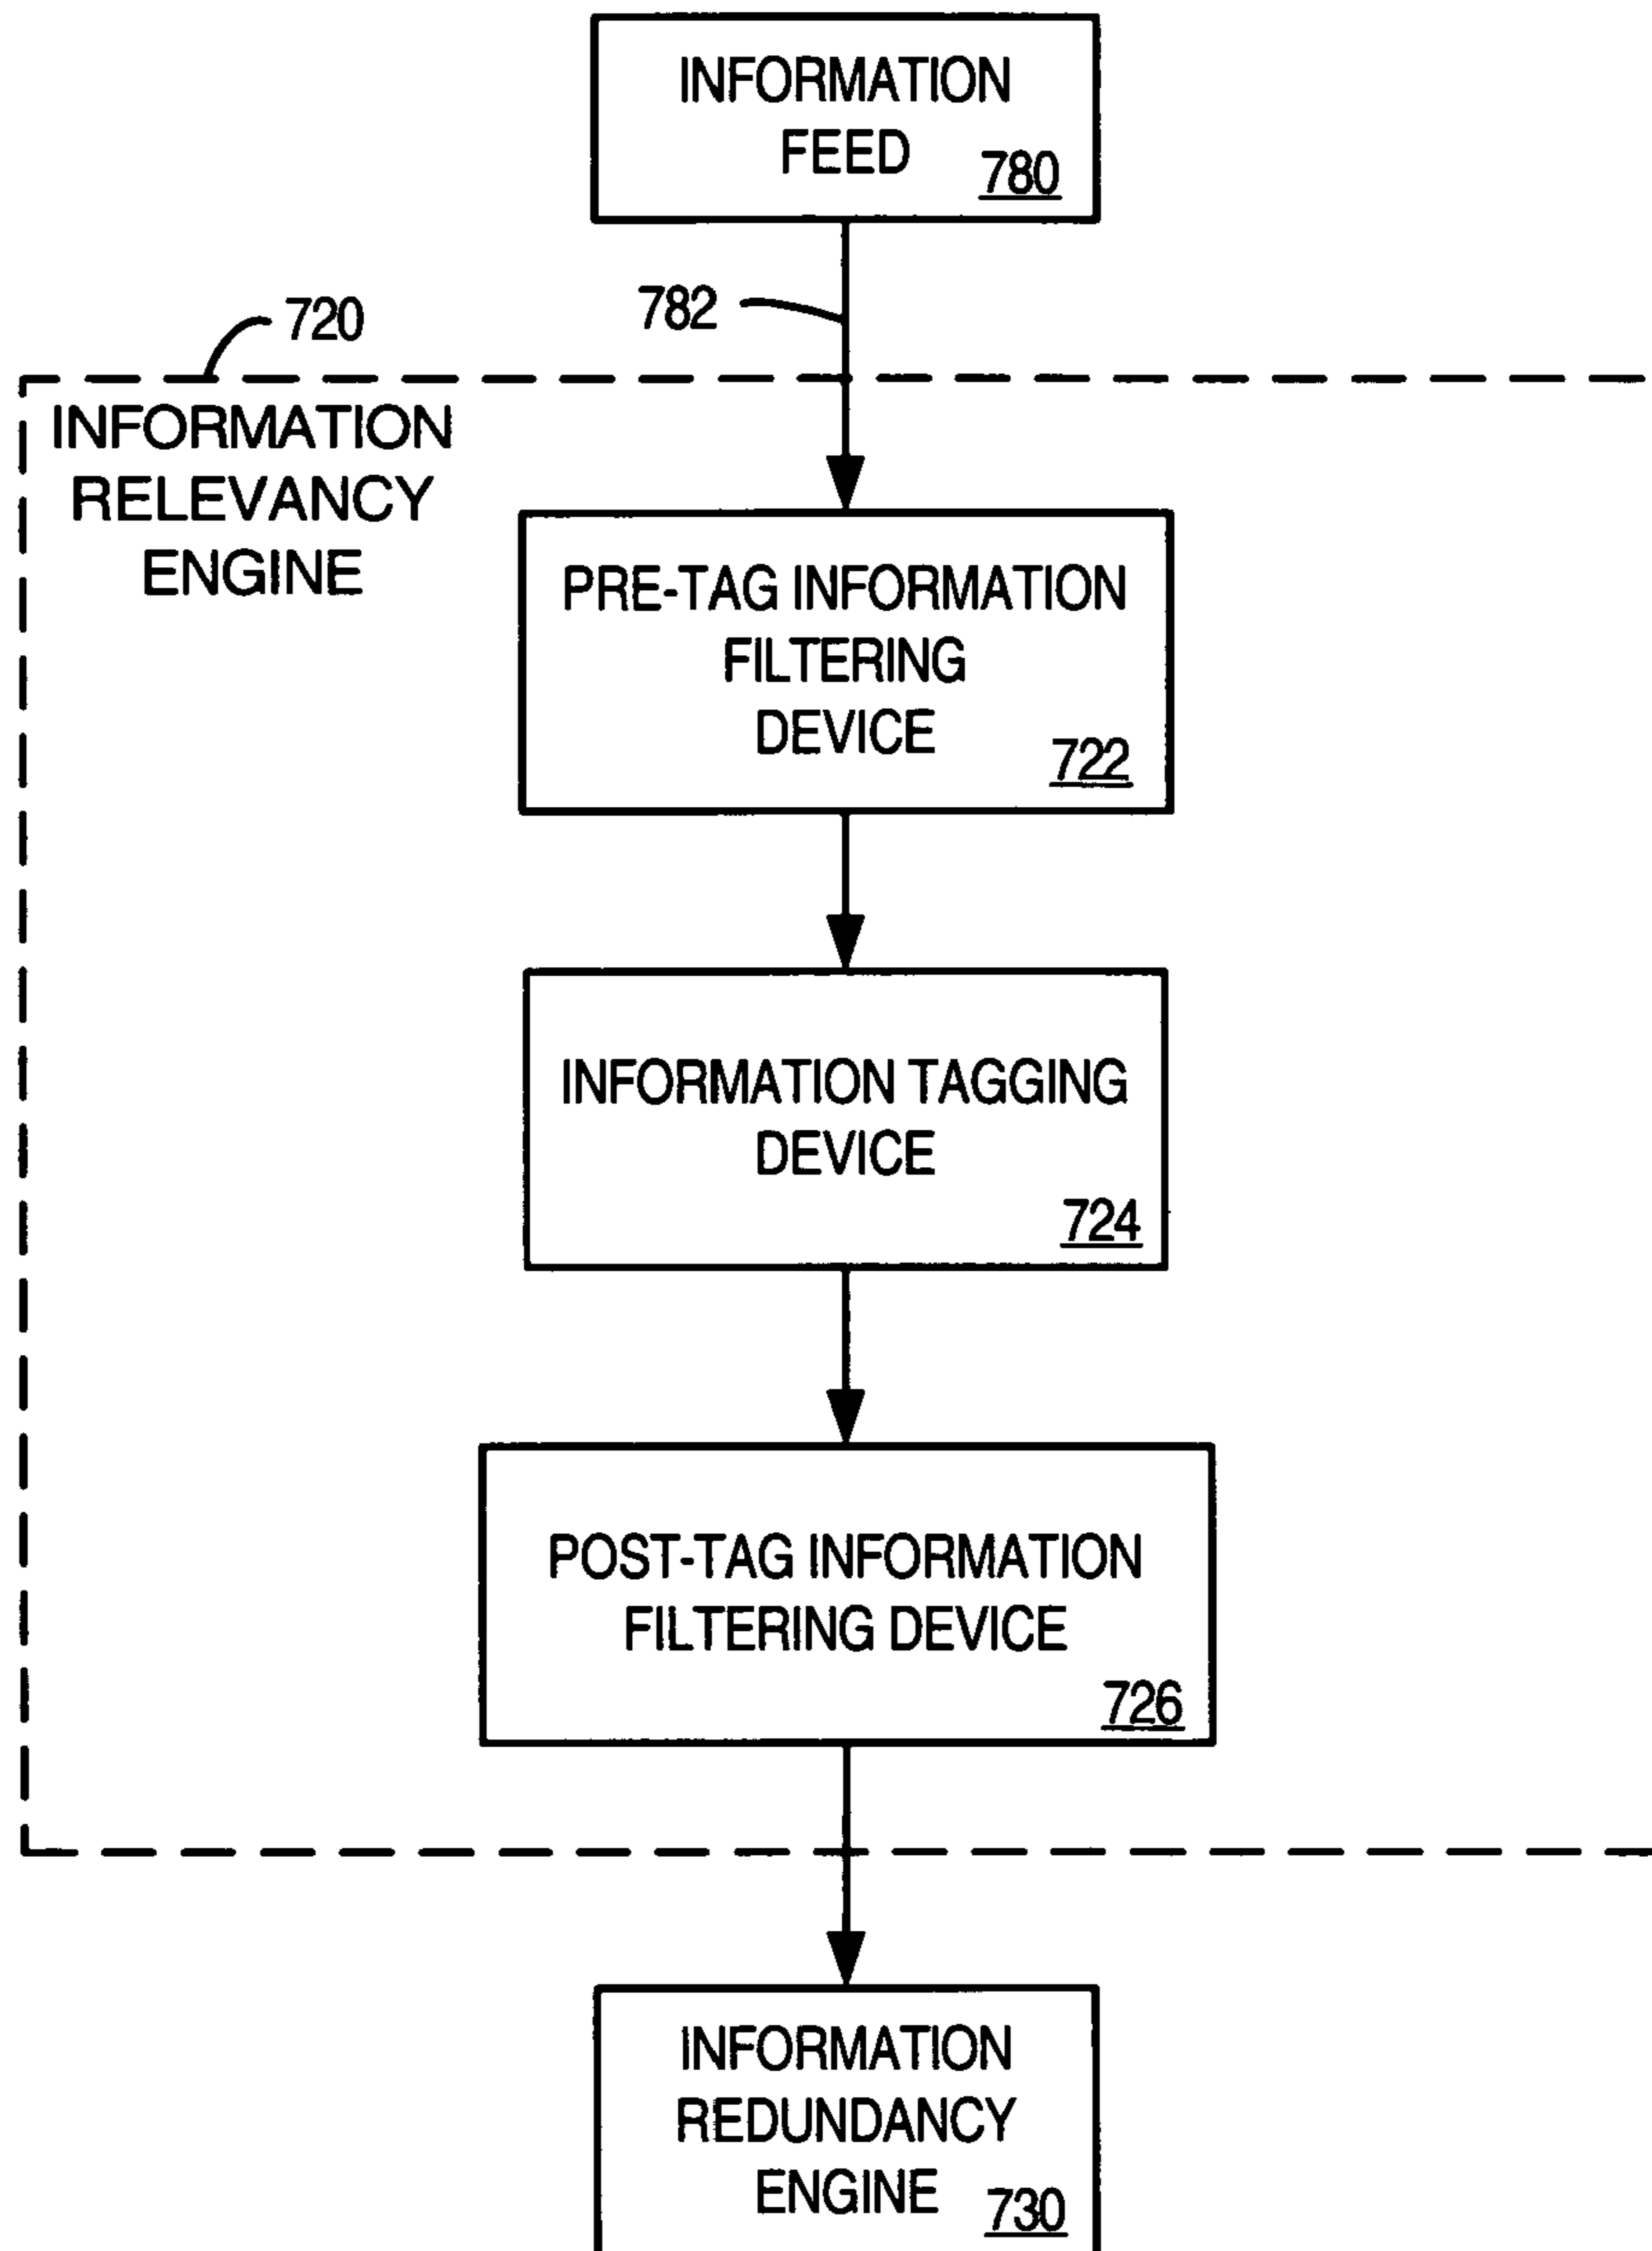 INFORMATION
FEED
780
782
720
INFORMATION
RELEVANCY
ENGINE
PRE-TAG INFORMATION
FILTERING
DEVICE
722
INFORMATION TAGGING
DEVICE
724
POST-TAG INFORMATION
FILTERING DEVICE
726
INFORMATION
REDUNDANCY
ENGINE
730